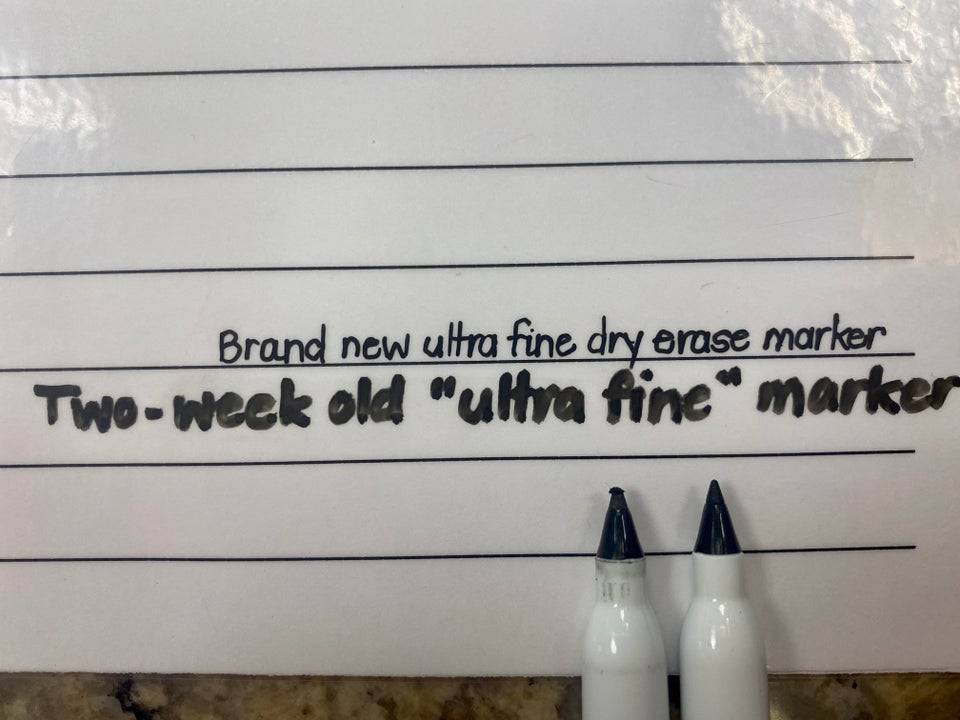 Brand new ultra fine dry erase marker
Two-week old "ultra fine" marker